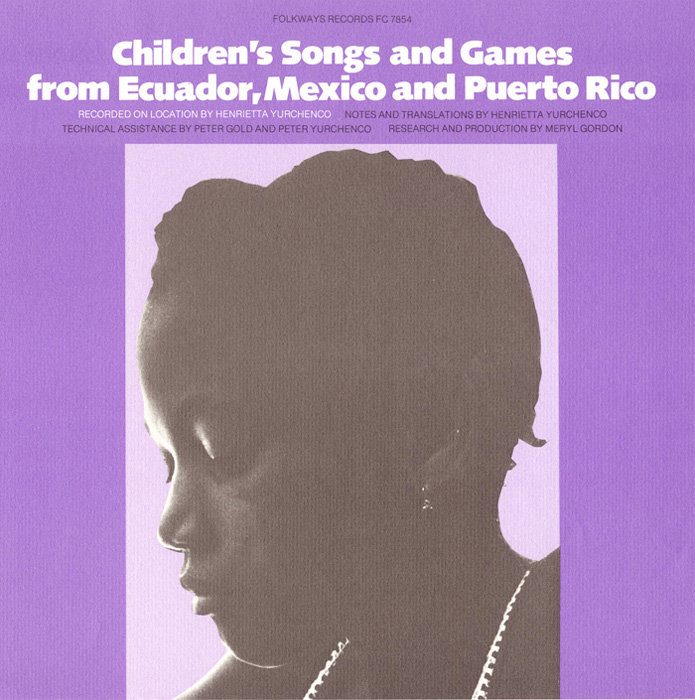 FOLKWAYS RECORDS FC 7854
Children's Songs and Games
from Ecuador, Mexico and Puerto Rico
RECORDED ON LOCATION BY HENRIETTA YURCHENCO NOTES AND TRANSLATIONS BY HENRIETTA YURCHENCO
TECHNICAL ASSISTANCE BY PETER GOLD AND PETER YURCHENCO RESEARCH AND PRODUCTION BY MERYL GORDON